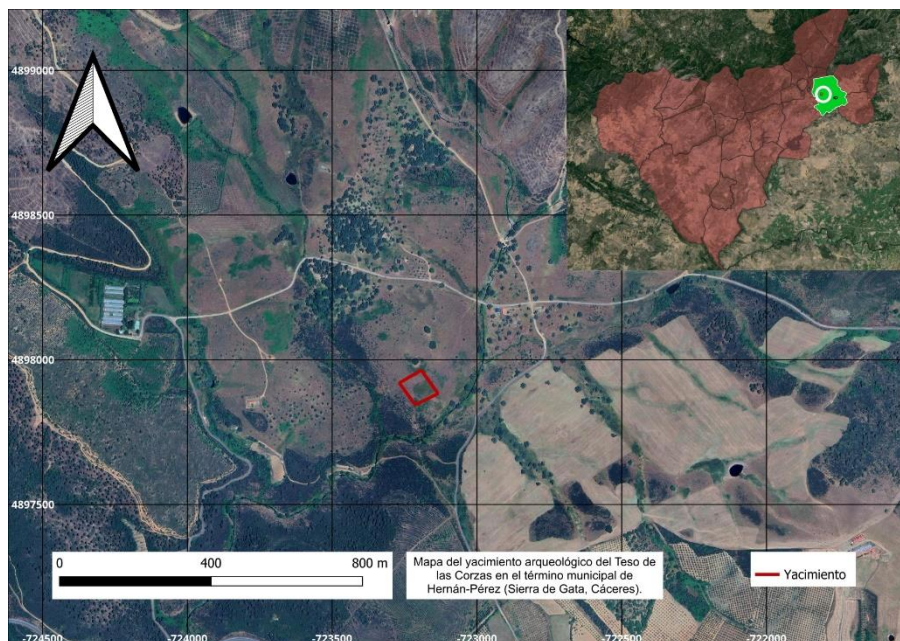 4899000
4898500
4898000
4897500
0 400 800 m
Mapa del yacimiento arqueológico del Teso de
las Corzas en el término municipal de
Hernán-Pérez (Sierra de Gata, Cáceres).
Yacimiento
-724500 -724000 -723500 -723000 -722500 -722000